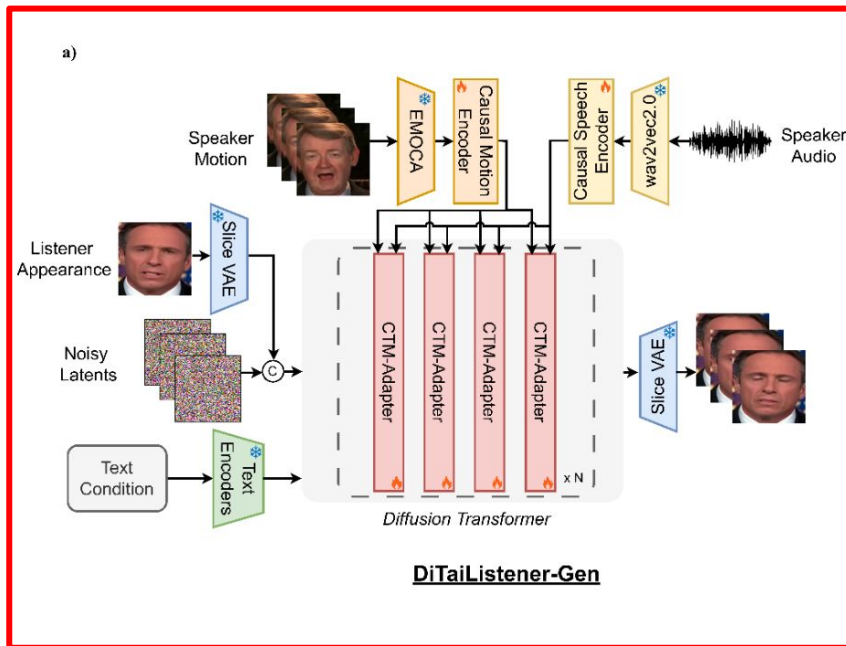 a)
Speaker
Motion
EMOCA
Causal Motion
Encoder
Causal Speech
Encoder
wav2vec2.0
Speaker
Audio
Listener
Appearance
Slice VAE
Noisy
Latents
C
Text
Condition
Text
Encoders
CTM-Adapter
CTM-Adapter
CTM-Adapter
CTM-Adapter
x N
Slice VAE
Diffusion Transformer
DiTaiListener-Gen